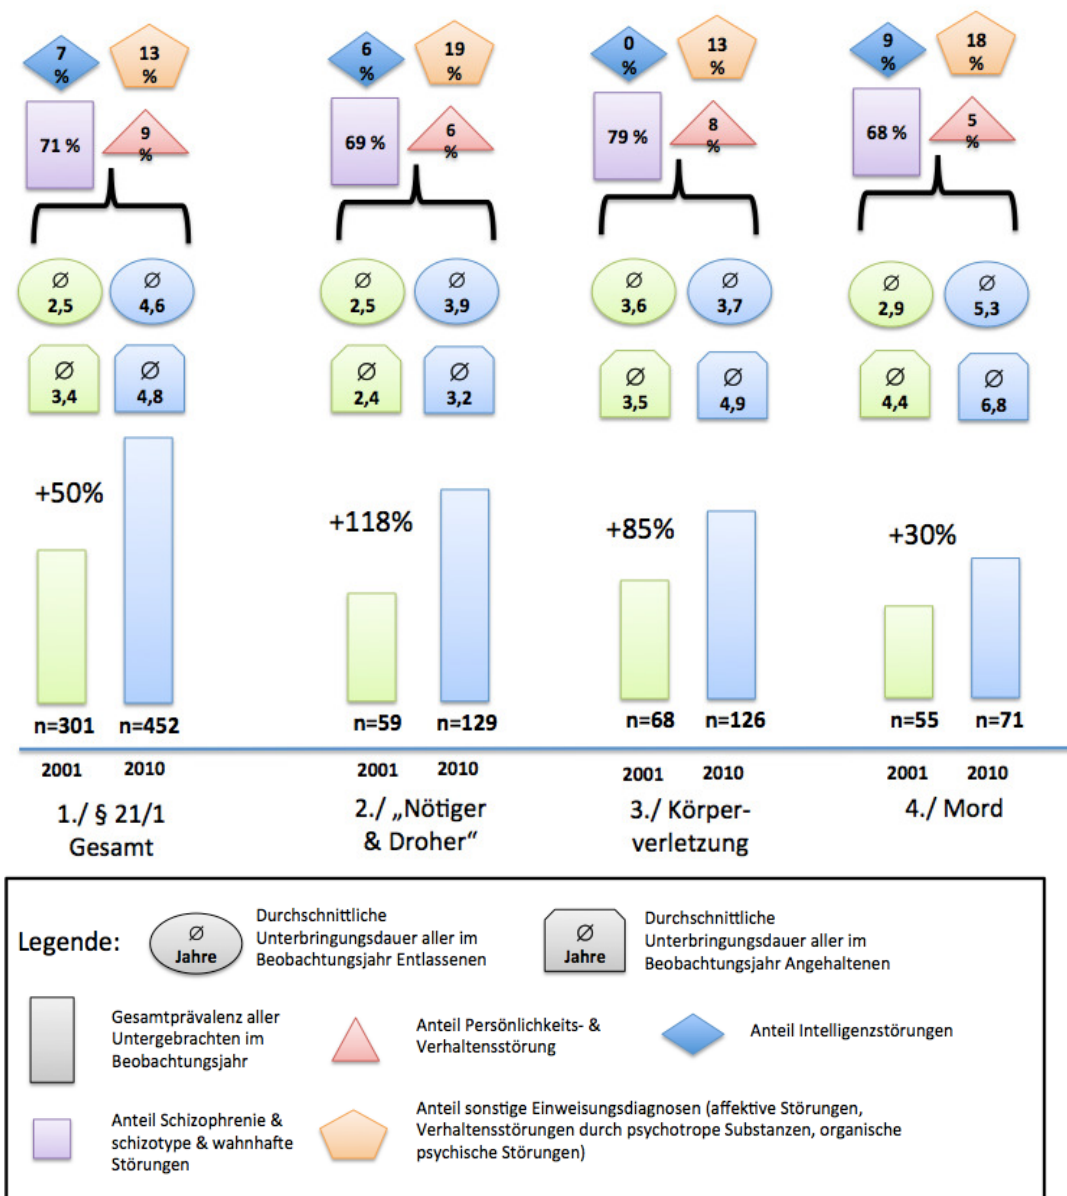 7 %
13 %
6 %
19 %
0 %
13 %
9 %
18 %
71 %
9 %
69 %
6 %
79 %
8 %
68 %
5 %
Ø 2,5
Ø 4,6
Ø 2,5
Ø 3,9
Ø 3,6
Ø 3,7
Ø 2,9
Ø 5,3
Ø 3,4
Ø 4,8
Ø 2,4
Ø 3,2
Ø 3,5
Ø 4,9
Ø 4,4
Ø 6,8
+50%
+118%
+85%
+30%
n=301 n=452
n=59 n=129
n=68 n=126
n=55 n=71
2001 2010
2001 2010
2001 2010
2001 2010
1./ § 21/1
Gesamt
2./ „Nötiger
& Droher“
3./ Körper-
verletzung
4./ Mord
Legende:
Ø
Jahre
Durchschnittliche
Unterbringungsdauer aller im
Beobachtungsjahr Entlassenen
Ø
Jahre
Durchschnittliche
Unterbringungsdauer aller im
Beobachtungsjahr Angehaltenen
Gesamtprävalenz aller
Untergebrachten im
Beobachtungsjahr
Anteil Persönlichkeits- &
Verhaltensstörung
Anteil Intelligenzstörungen
Anteil Schizophrenie &
schizotype & wahnhafte
Störungen
Anteil sonstige Einweisungsdiagnosen (affektive Störungen,
Verhaltensstörungen durch psychotrope Substanzen, organische
psychische Störungen)